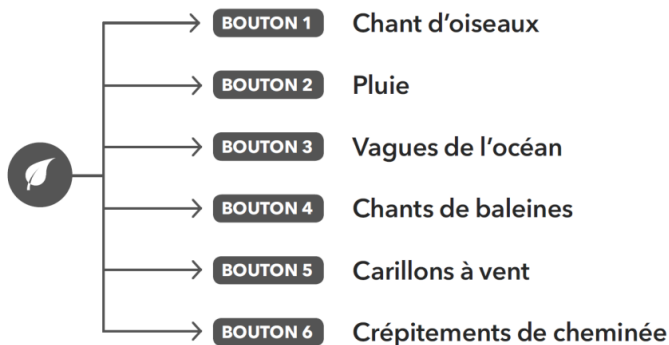 BOUTON 1 Chant d’oiseaux
BOUTON 2 Pluie
BOUTON 3 Vagues de l’océan
BOUTON 4 Chants de baleines
BOUTON 5 Carillons à vent
BOUTON 6 Crépitements de cheminée